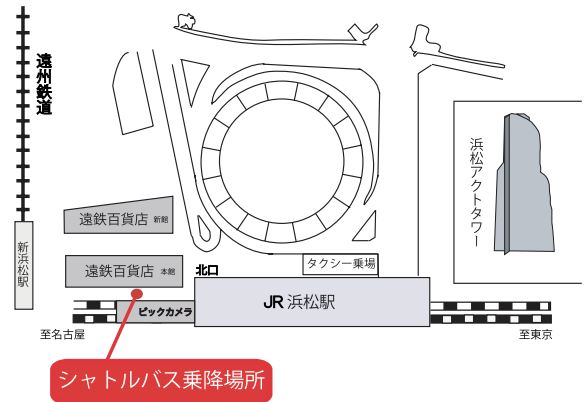 遠州鉄道
浜松アクトタワー
遠鉄百貨店 新館
新浜松駅
遠鉄百貨店 本館
北口
タクシー乗場
JR 浜松駅
ビックカメラ
至名古屋
至東京
シャトルバス乗降場所